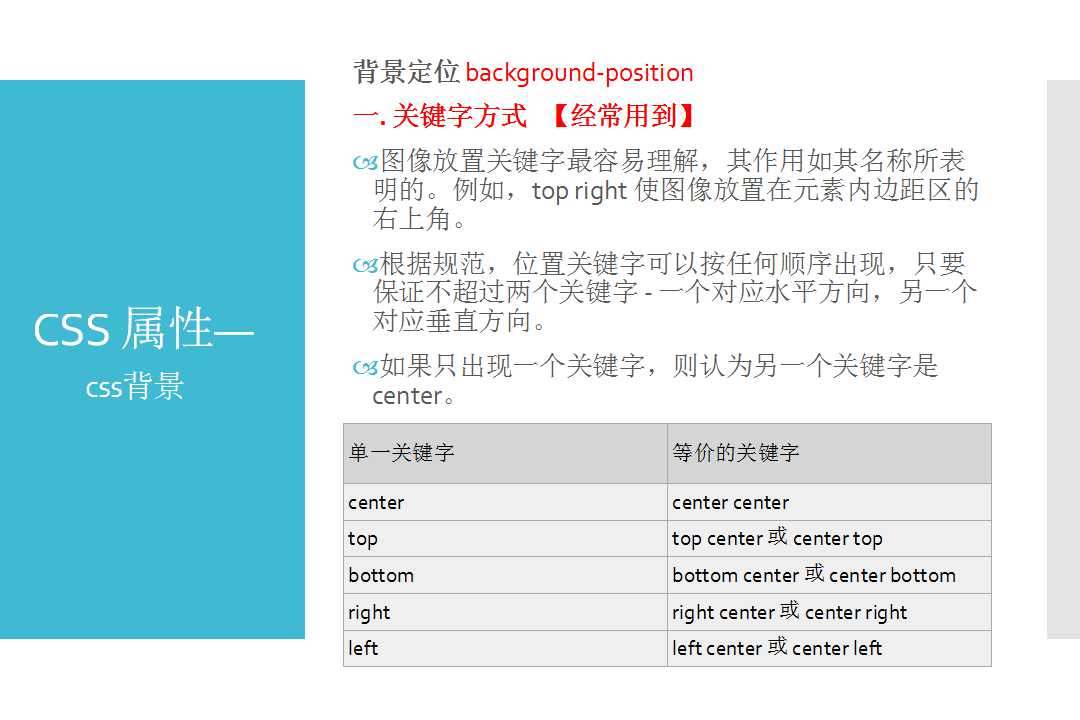 CSS 属性—
css背景
背景定位 background-position
一. 关键字方式 【经常用到】
图像放置关键字最容易理解，其作用如其名称所表
明的。例如，top right 使图像放置在元素内边距区的
右上角。
根据规范，位置关键字可以按任何顺序出现，只要
保证不超过两个关键字 - 一个对应水平方向，另一个
对应垂直方向。
如果只出现一个关键字，则认为另一个关键字是
center。
单一关键字 等价的关键字
center center center
top top center 或 center top
bottom bottom center 或 center bottom
right right center 或 center right
left left center 或 center left